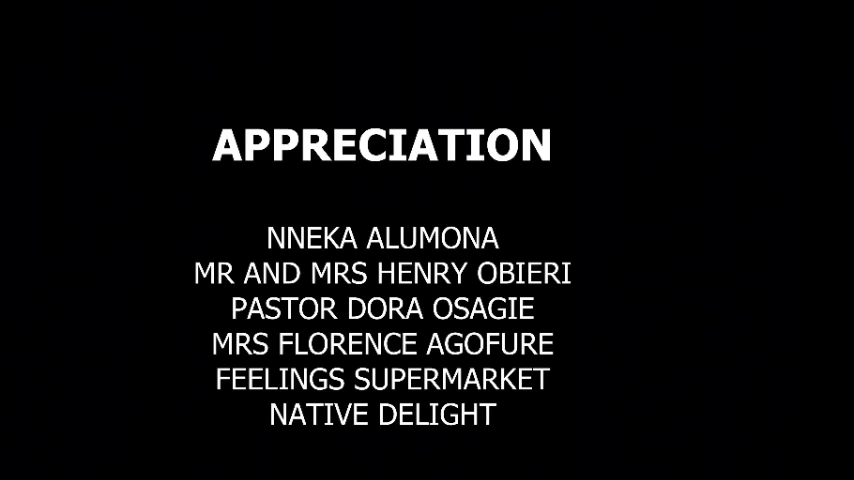 APPRECIATION
NNEKA ALUMONA
MR AND MRS HENRY OBIERI
PASTOR DORA OSAGIE
MRS FLORENCE AGOFURE
FEELINGS SUPERMARKET
NATIVE DELIGHT